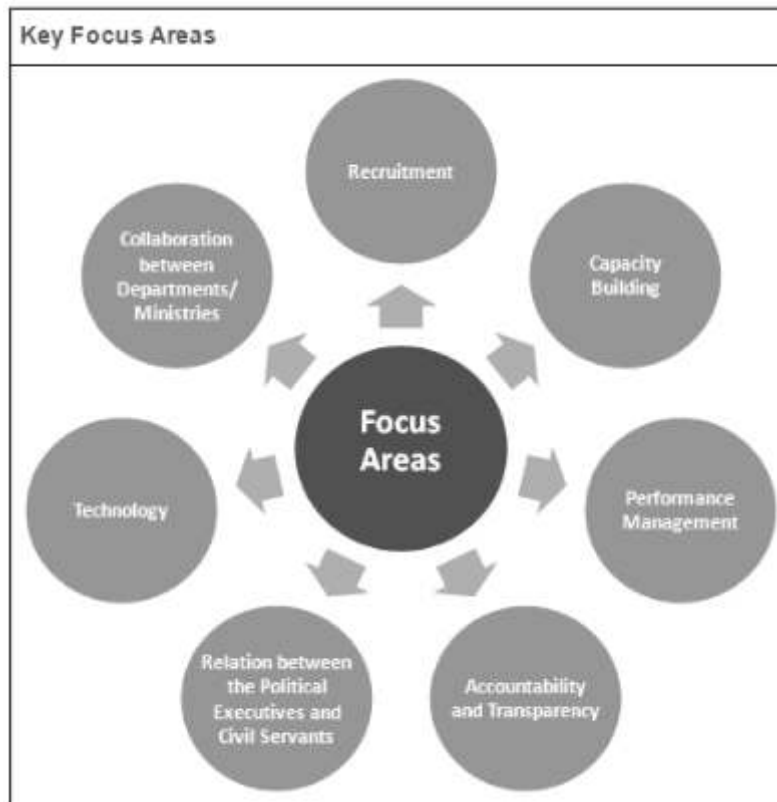 Key Focus Areas
Recruitment
Capacity
Building
Performance
Management
Accountability
and Transparency
Relation between
the Political
Executives and
Civil Servants
Technology
Collaboration
between
Departments/
Ministries
Focus
Areas